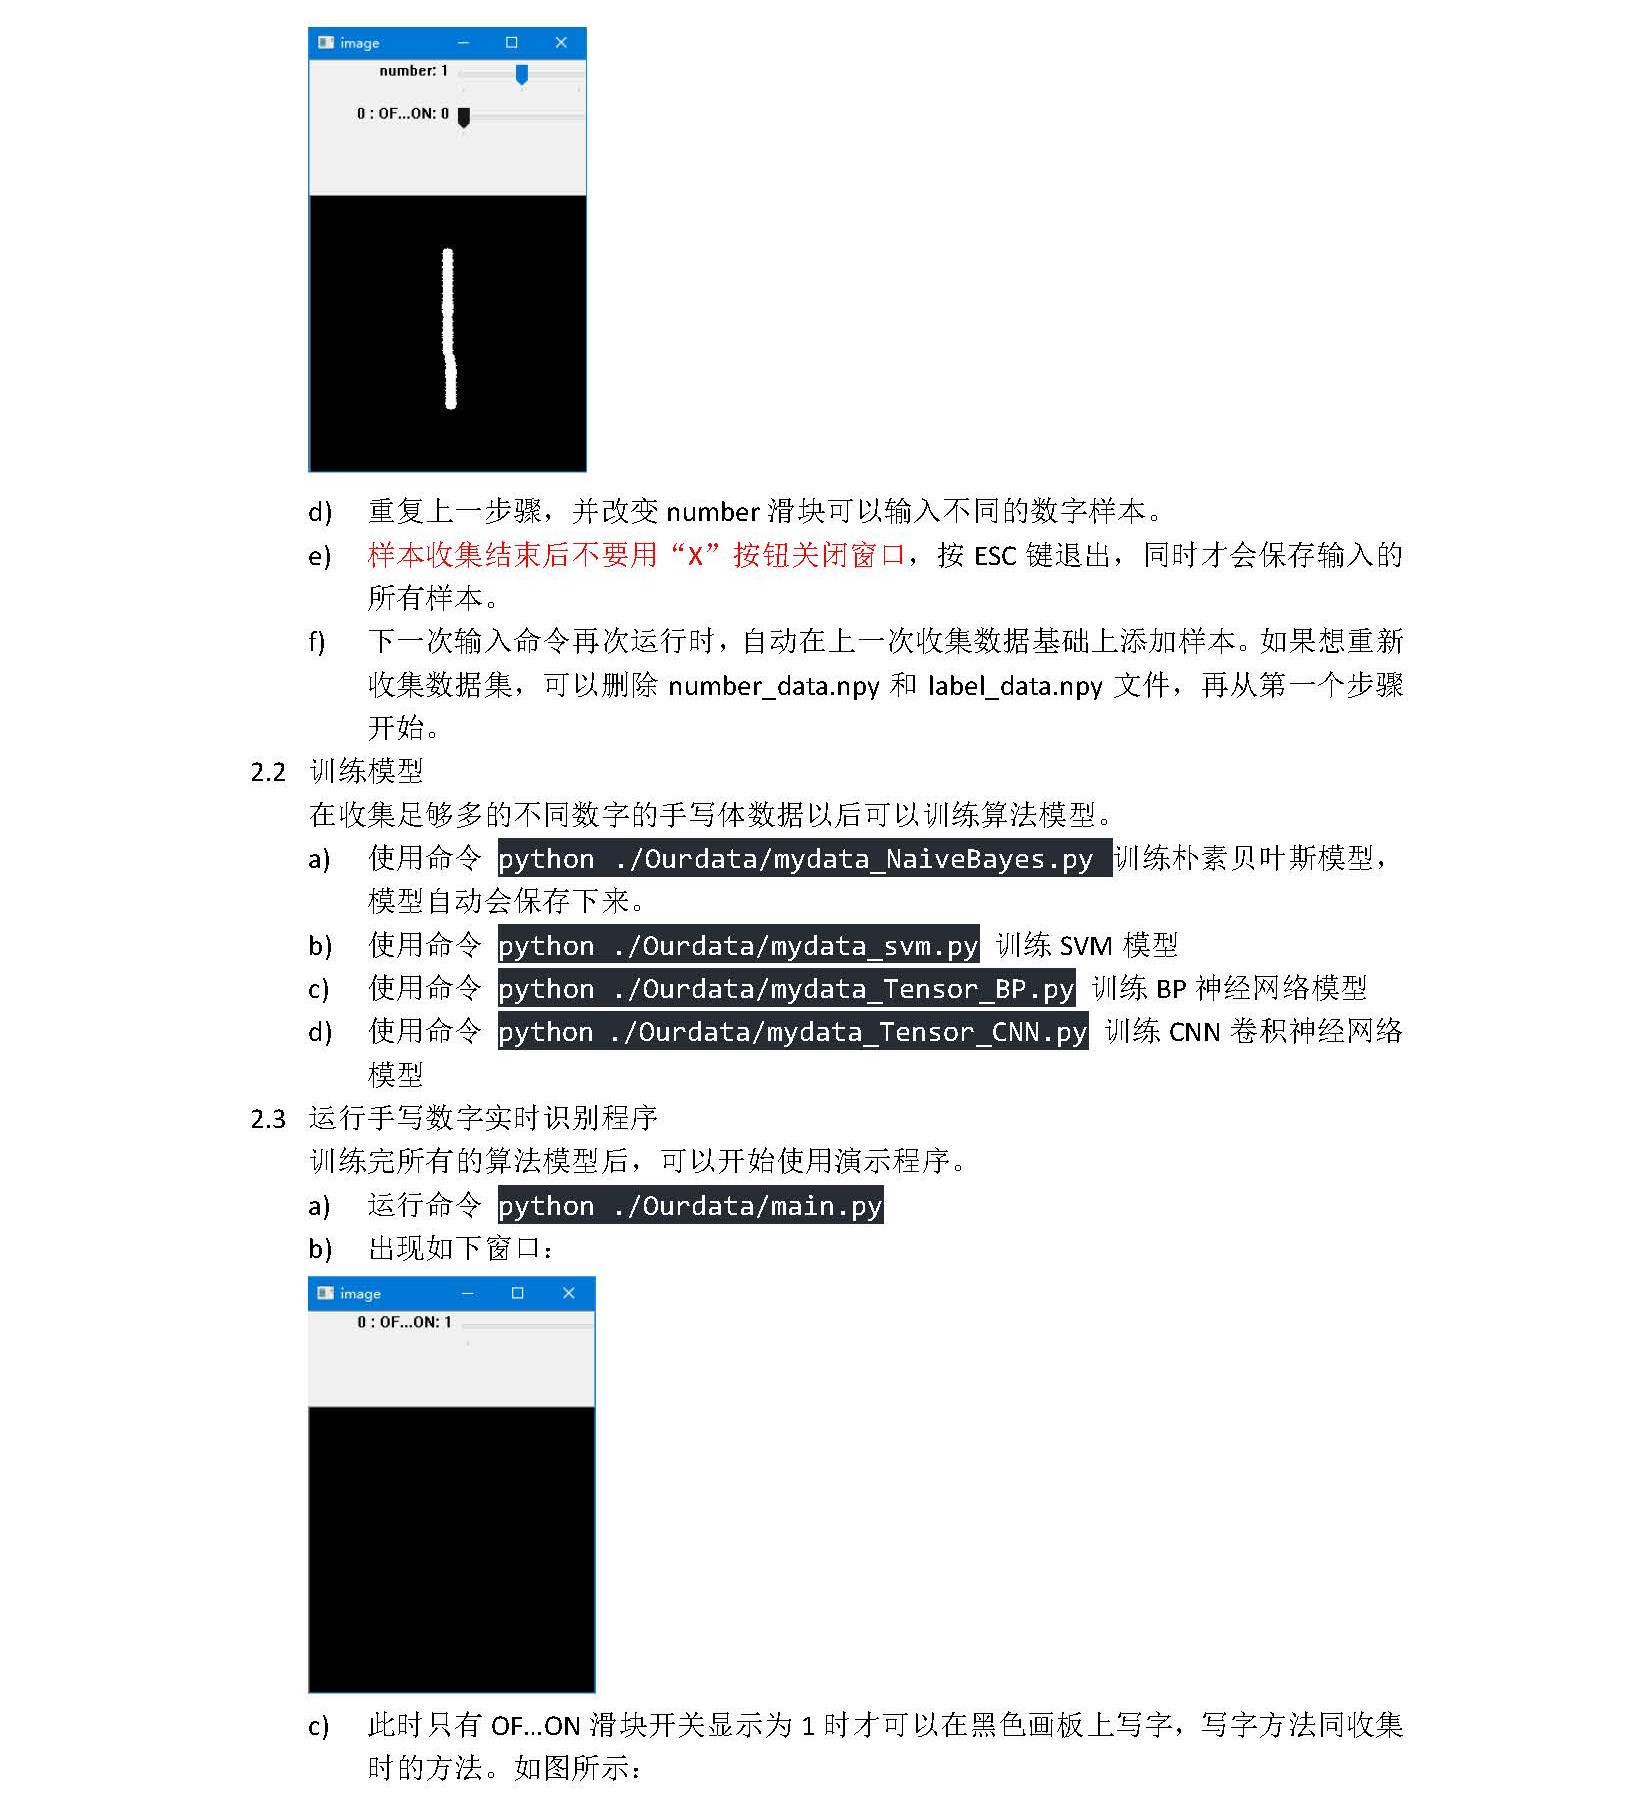 image
number: 1
0 : OF...ON: 0
d) 重复上一步骤，并改变 number 滑块可以输入不同的数字样本。
e) 样本收集结束后不要用“X”按钮关闭窗口，按 ESC 键退出，同时才会保存输入的
所有样本。
f) 下一次输入命令再次运行时，自动在上一次收集数据基础上添加样本。如果想重新
收集数据集，可以删除 number_data.npy 和 label_data.npy 文件，再从第一个步骤
开始。
2.2 训练模型
在收集足够多的不同数字的手写体数据以后可以训练算法模型。
a) 使用命令 python ./Ourdata/mydata_NaiveBayes.py 训练朴素贝叶斯模型，
模型自动会保存下来。
b) 使用命令 python ./Ourdata/mydata_svm.py 训练 SVM 模型
c) 使用命令 python ./Ourdata/mydata_Tensor_BP.py 训练 BP 神经网络模型
d) 使用命令 python ./Ourdata/mydata_Tensor_CNN.py 训练 CNN 卷积神经网络
模型
2.3 运行手写数字实时识别程序
训练完所有的算法模型后，可以开始使用演示程序。
a) 运行命令 python ./Ourdata/main.py
b) 出现如下窗口：
image
0 : OF...ON: 1
c) 此时只有 OF...ON 滑块开关显示为 1 时才可以在黑色画板上写字，写字方法同收集
时的方法。如图所示：